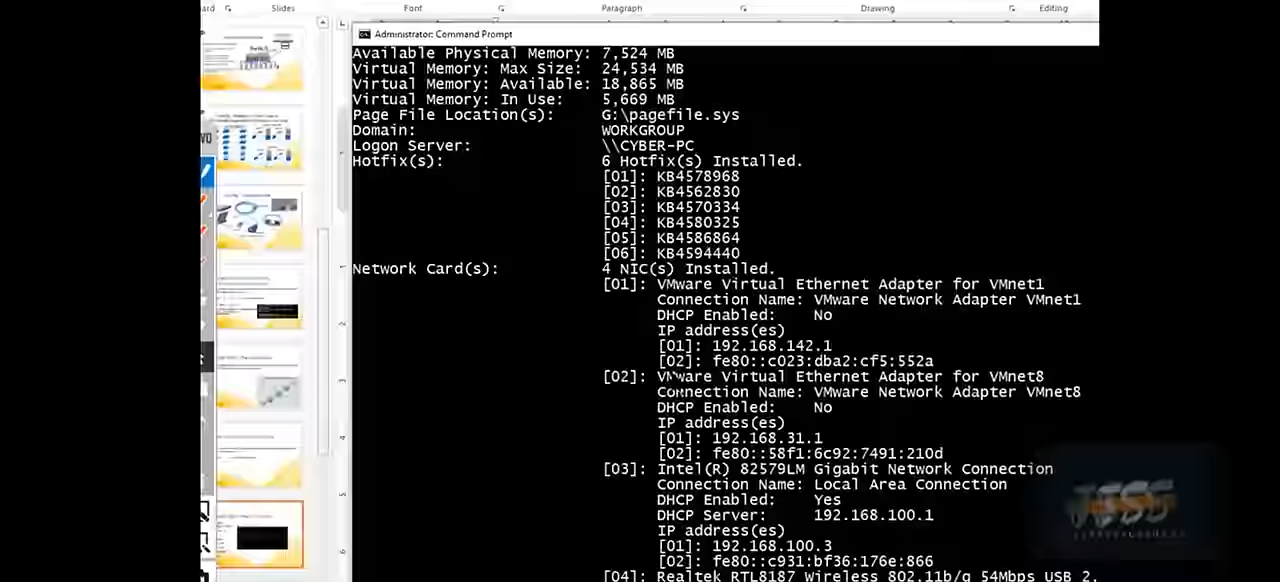 ard Slides Font Paragraph Drawing Editing
Administrator: Command Prompt
Available Physical Memory: 7,524 MB
Virtual Memory: Max Size: 24,534 MB
Virtual Memory: Available: 18,865 MB
Virtual Memory: In Use: 5,669 MB
Page File Location(s): G:\pagefile.sys
Domain: WORKGROUP
Logon Server: \\CYBER-PC
Hotfix(s): 6 Hotfix(s) Installed.
[01]: KB4578968
[02]: KB4562830
[03]: KB4570334
[04]: KB4580325
[05]: KB4586864
[06]: KB4594440
Network Card(s): 4 NIC(s) Installed.
[01]: VMware Virtual Ethernet Adapter for VMnet1
Connection Name: VMware Network Adapter VMnet1
DHCP Enabled: No
IP address(es)
[01]: 192.168.142.1
[02]: fe80::c023:dba2:cf5:552a
[02]: VMware Virtual Ethernet Adapter for VMnet8
Connection Name: VMware Network Adapter VMnet8
DHCP Enabled: No
IP address(es)
[01]: 192.168.31.1
[02]: fe80::58f1:6c92:7491:210d
[03]: Intel(R) 82579LM Gigabit Network Connection
Connection Name: Local Area Connection
DHCP Enabled: Yes
DHCP Server: 192.168.100.1
IP address(es)
[01]: 192.168.100.3
[02]: fe80::c931:bf36:176e:866
[04]: Realtek RTL8187 Wireless 802.11b/g 54Mbps USB 2.